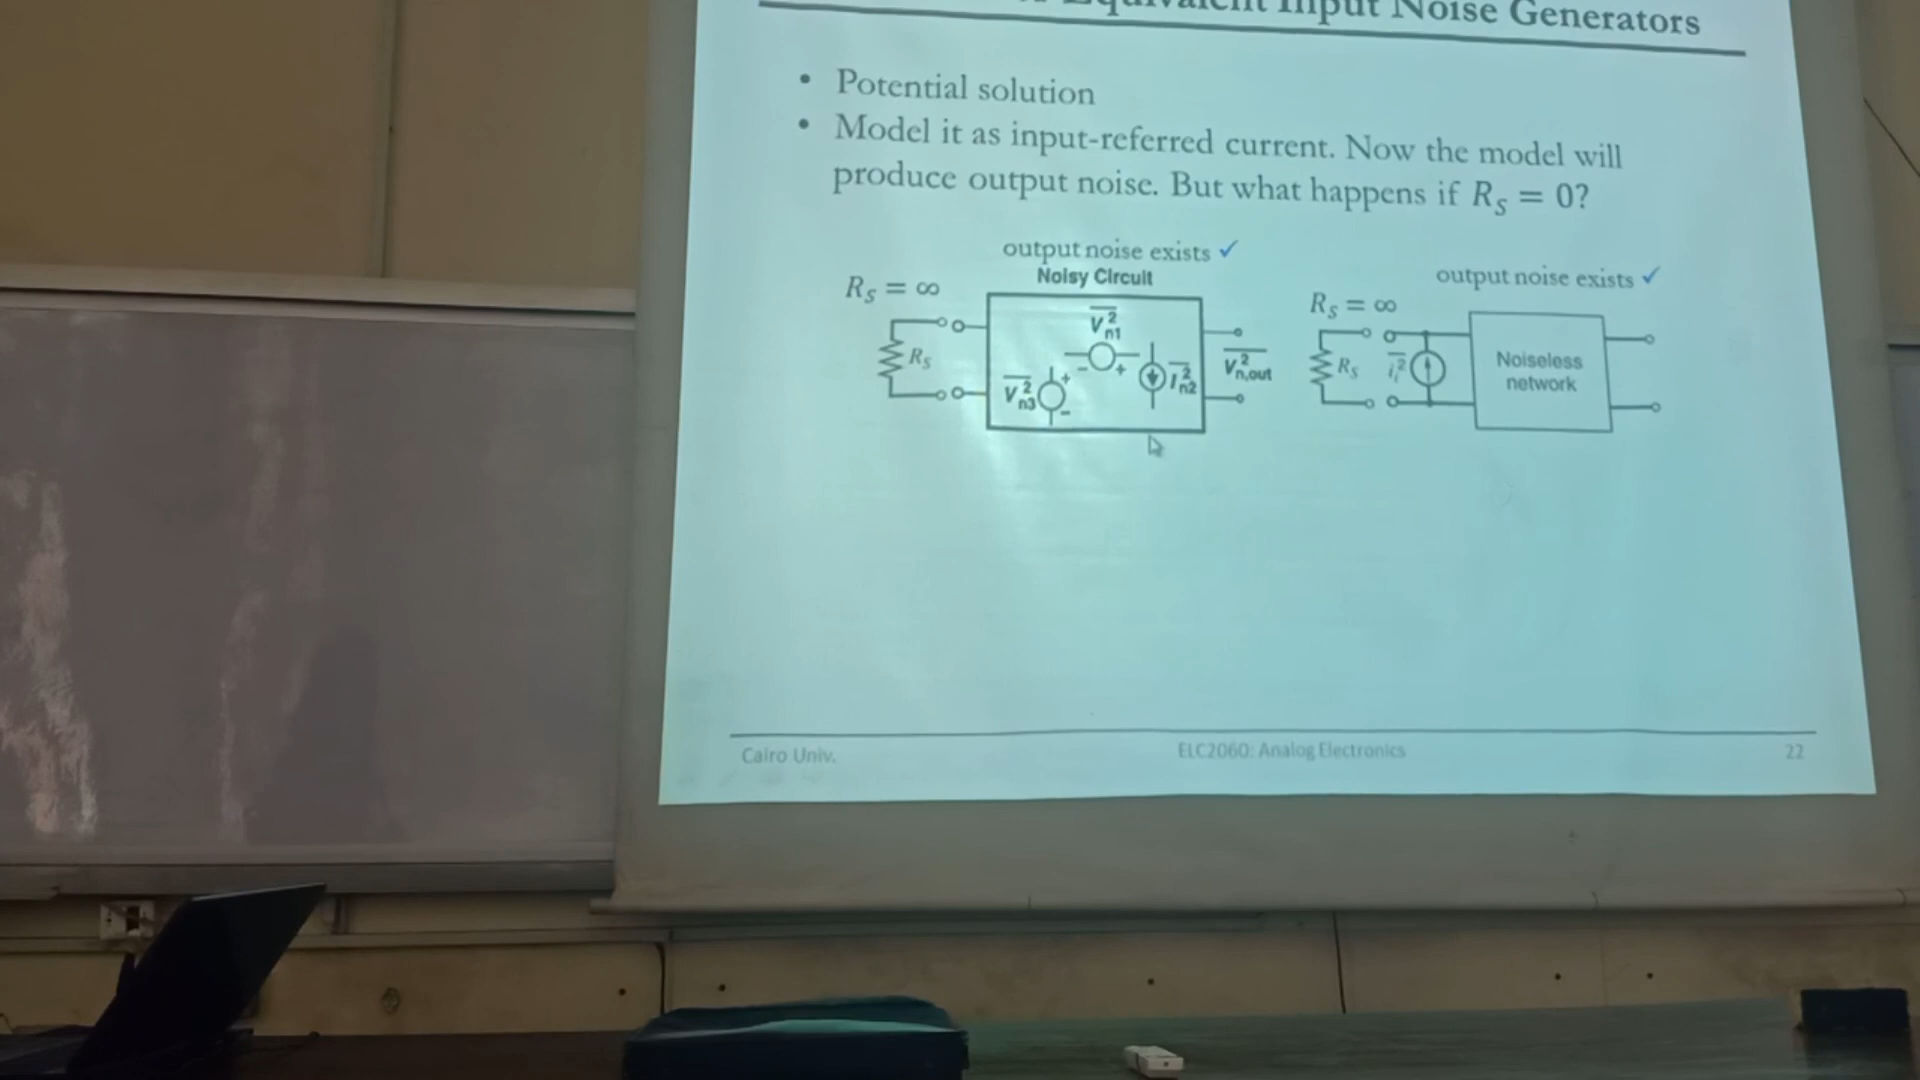 Equivalent Input Noise Generators
• Potential solution
• Model it as input-referred current. Now the model will
produce output noise. But what happens if R_S = 0?
output noise exists ✓
Noisy Circuit
R_S = ∞
R_S
V²n1
V²n3
I²n2
V²n,out
output noise exists ✓
R_S = ∞
R_S
i_i²
Noiseless
network
Cairo Univ.
ELC2060: Analog Electronics
22